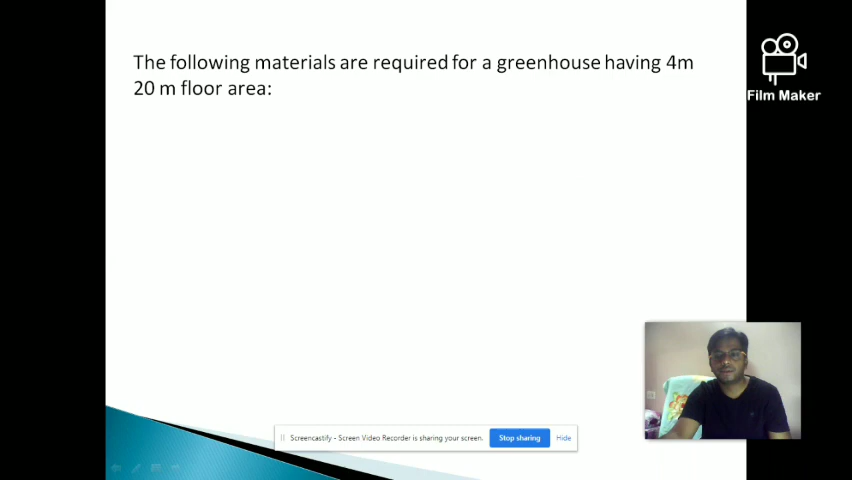 The following materials are required for a greenhouse having 4m
20 m floor area:
Film Maker
Screencastify - Screen Video Recorder is sharing your screen.
Stop sharing
Hide